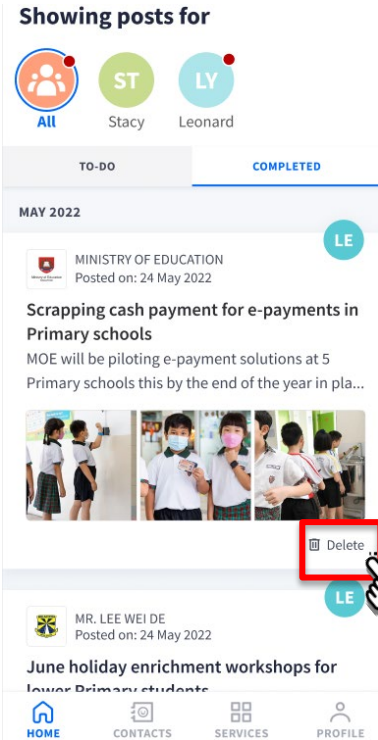 Showing posts for
ST
LY
All
Stacy
Leonard
TO-DO
COMPLETED
MAY 2022
LE
MINISTRY OF EDUCATION
Posted on: 24 May 2022
Scrapping cash payment for e-payments in
Primary schools
MOE will be piloting e-payment solutions at 5
Primary schools this by the end of the year in pla...
Delete
LE
MR. LEE WEI DE
Posted on: 24 May 2022
June holiday enrichment workshops for
lower Primary students
HOME
CONTACTS
SERVICES
PROFILE